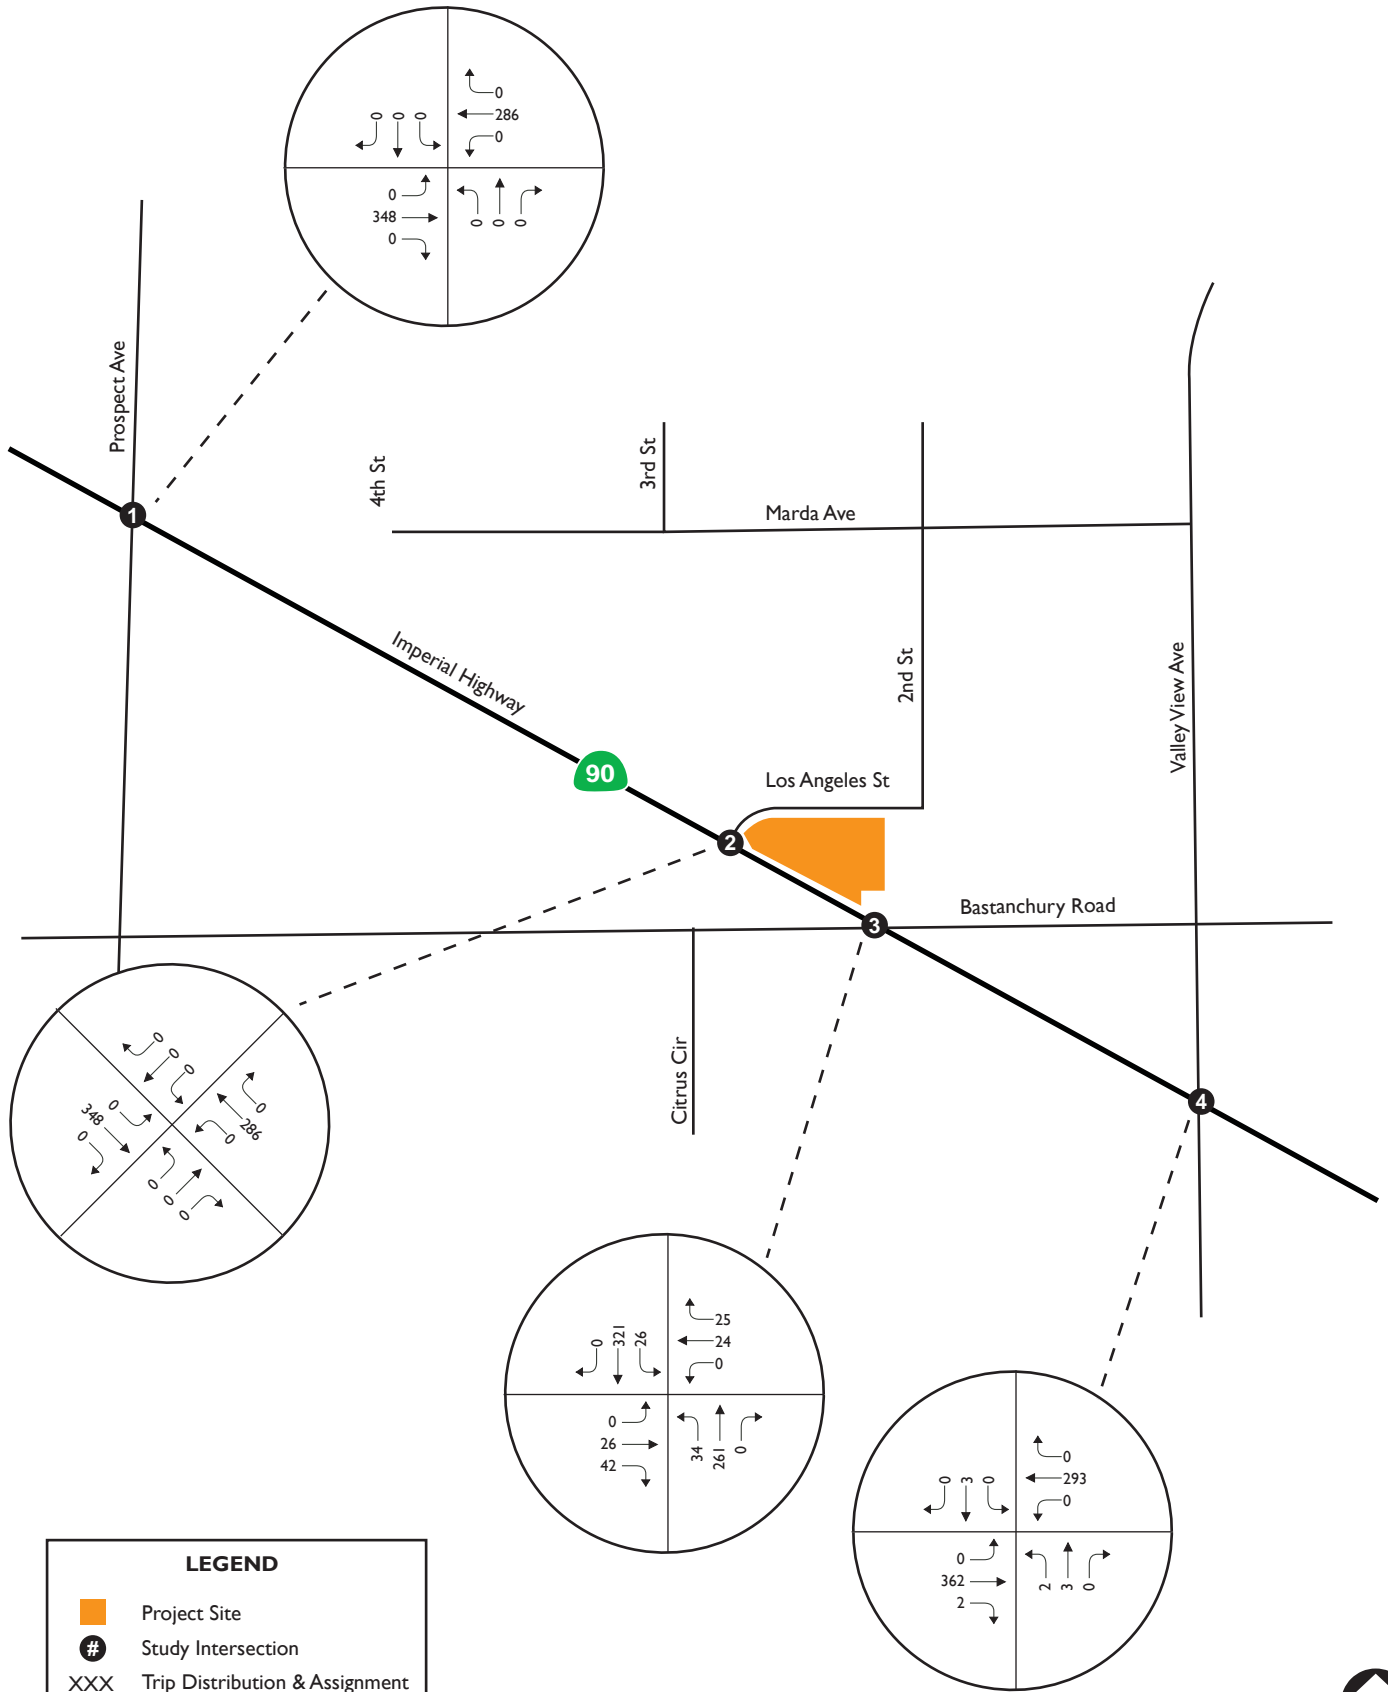 0
286
0
0 0 0
0
348
0
0 0 0
Prospect Ave
4th St
3rd St
Marda Ave
1
Imperial Highway
2nd St
Valley View Ave
90
Los Angeles St
2
Bastanchury Road
3
Citrus Cir
4
0 0 0
0
286
0
0
348
0
0 0 0
25
24
0
0 321 26
0
26
42
34 261 0
0
293
0
0 3 0
0
362
2
2 3 0
LEGEND
Project Site
# Study Intersection
XXX Trip Distribution & Assignment